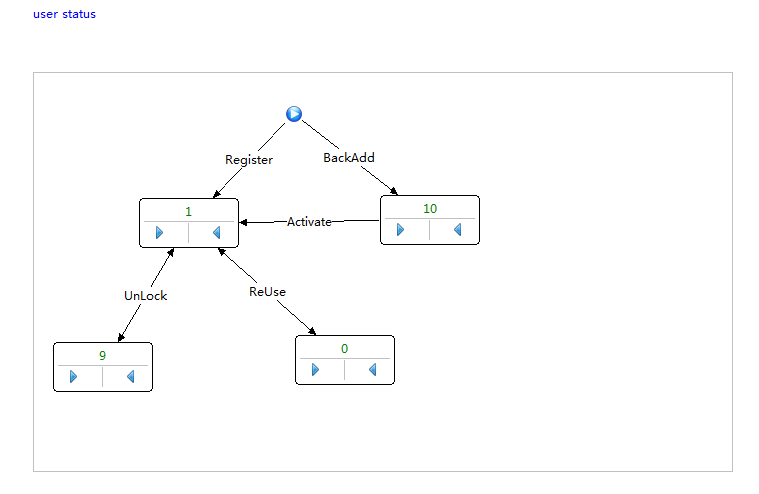 user status
Register
BackAdd
1
10
Activate
UnLock
ReUse
9
0